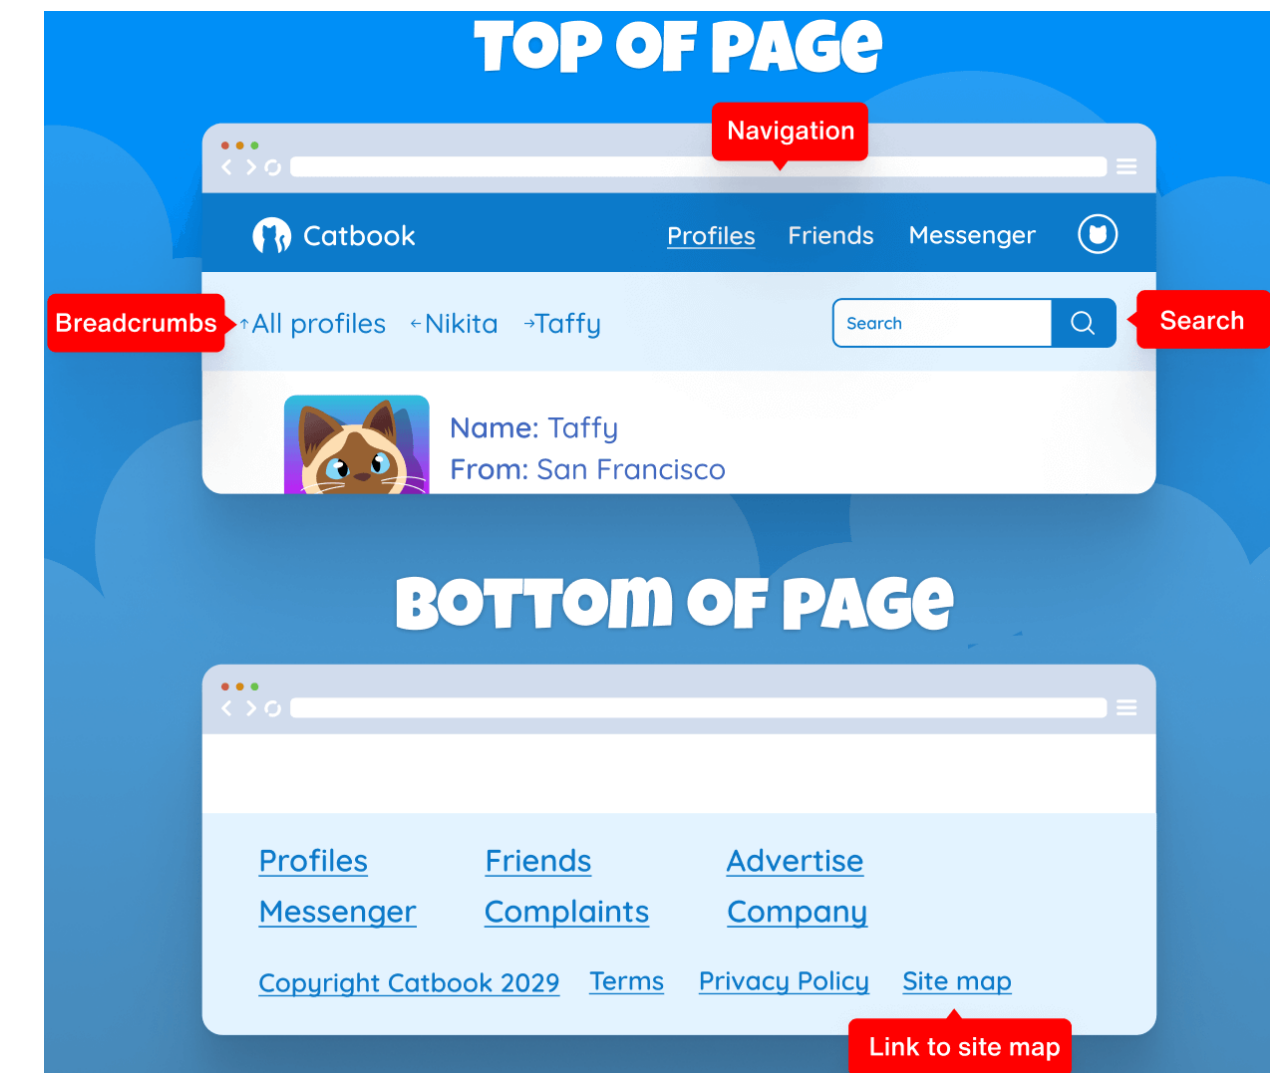 TOP OF PAGE
Navigation
Catbook Profiles Friends Messenger
Breadcrumbs ↑All profiles ←Nikita →Taffy Search Search
Name: Taffy
From: San Francisco
BOTTOM OF PAGE
Profiles Friends Advertise
Messenger Complaints Company
Copyright Catbook 2029 Terms Privacy Policy Site map
Link to site map